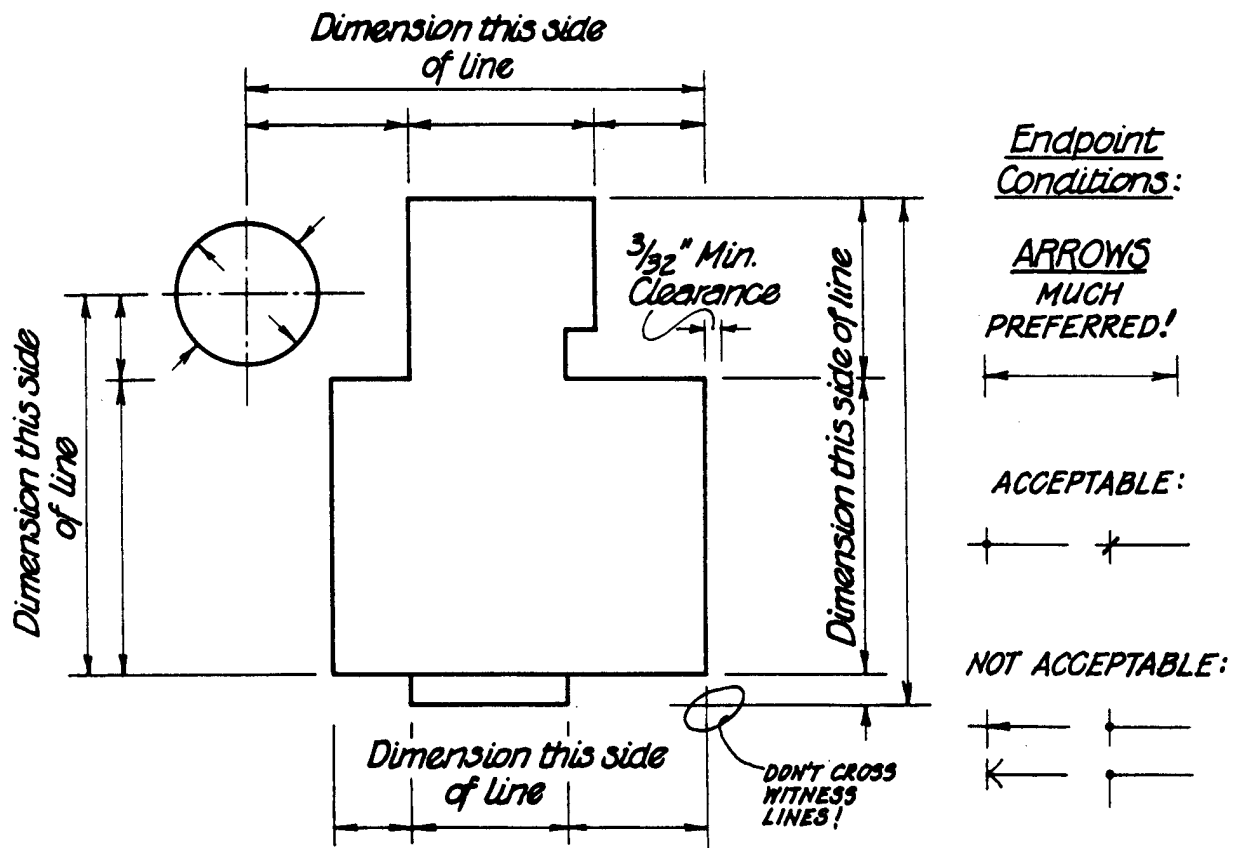 Dimension this side
of line
Endpoint
Conditions:
3/32" Min.
Clearance
ARROWS
MUCH
PREFERRED!
Dimension this side
of line
Dimension this side of line
ACCEPTABLE:
NOT ACCEPTABLE:
Dimension this side
of line
DON'T CROSS
WITNESS
LINES!